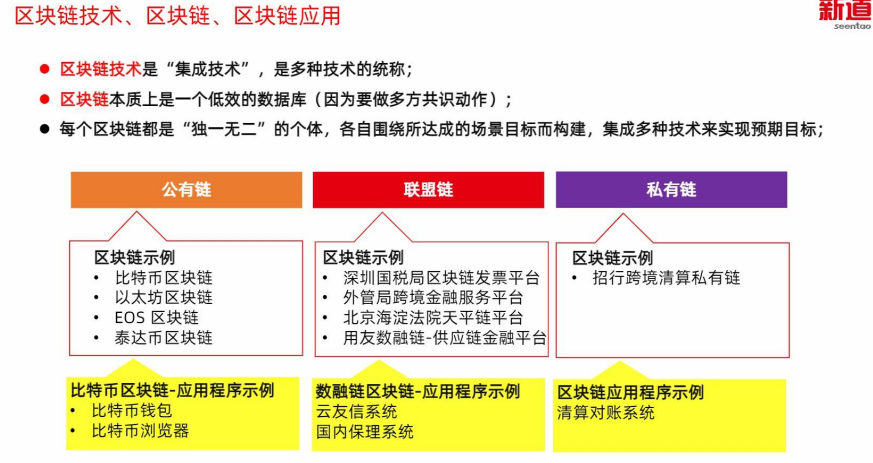 区块链技术、区块链、区块链应用
新道
seentao
● 区块链技术是“集成技术”，是多种技术的统称；
● 区块链本质上是一个低效的数据库（因为要做多方共识动作）；
● 每个区块链都是“独一无二”的个体，各自围绕所达成的场景目标而构建，集成多种技术来实现预期目标；
公有链
区块链示例
• 比特币区块链
• 以太坊区块链
• EOS 区块链
• 泰达币区块链
比特币区块链-应用程序示例
• 比特币钱包
• 比特币浏览器
联盟链
区块链示例
• 深圳国税局区块链发票平台
• 外管局跨境金融服务平台
• 北京海淀法院天平链平台
• 用友数融链-供应链金融平台
数融链区块链-应用程序示例
云友信系统
国内保理系统
私有链
区块链示例
• 招行跨境清算私有链
区块链应用程序示例
清算对账系统